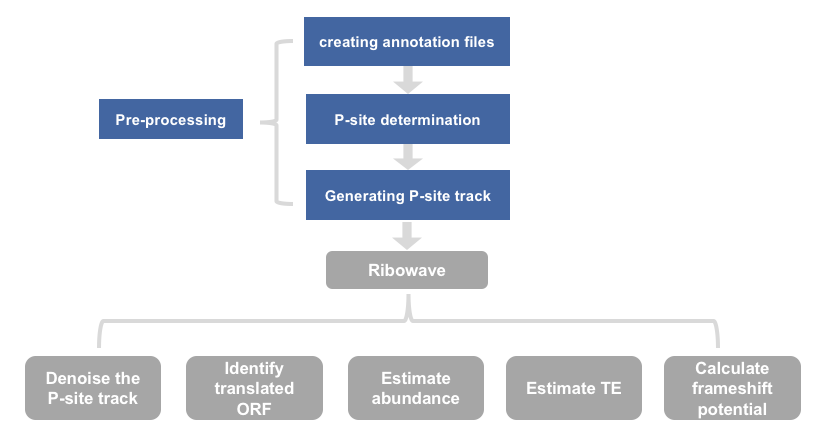 creating annotation files
Pre-processing
P-site determination
Generating P-site track
Ribowave
Denoise the
P-site track
Identify
translated
ORF
Estimate
abundance
Estimate TE
Calculate
frameshift
potential